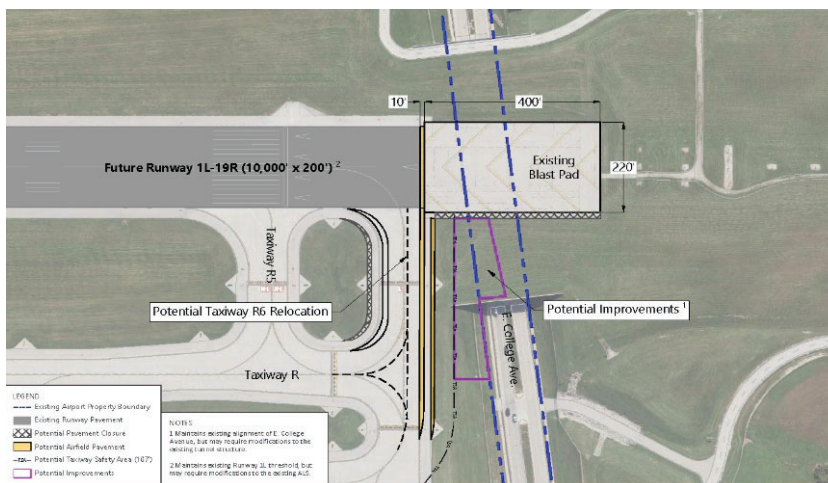 10'
400'
Future Runway 1L-19R (10,000' x 200') 2
Existing
Blast Pad
220'
Taxiway R5
Potential Taxiway R6 Relocation
Potential Improvements 1
E. College Ave.
Taxiway R
TSA
LEGEND
Existing Airport Property Boundary
Existing Runway Pavement
Potential Pavement Closure
Potential Airfield Pavement
TSA Potential Taxiway Safety Area (187')
Potential Improvements
NOTES
1 Maintains existing alignment of E. College
Avenue, but may require modifications to the
existing tunnel structure.
2 Maintains existing Runway 1L threshold, but
may require modifications to the existing ALS.